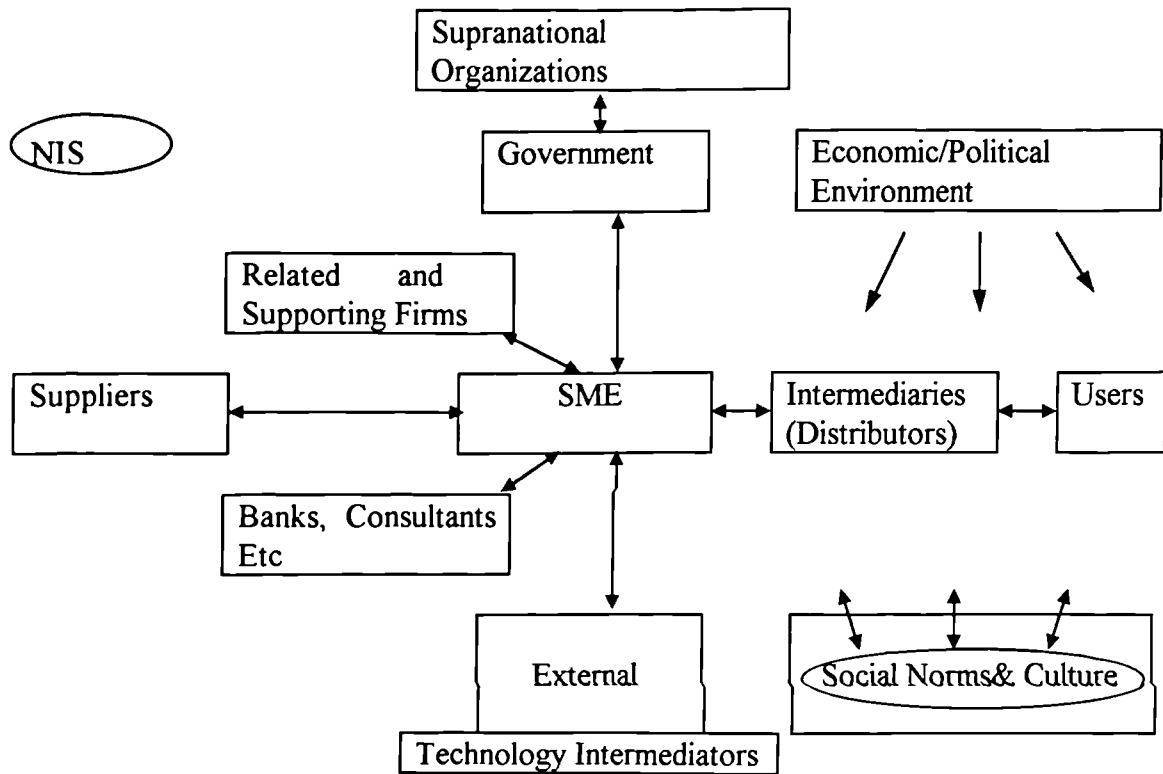 Supranational
Organizations
NIS
Government
Economic/Political
Environment
Related and
Supporting Firms
Suppliers
SME
Intermediaries
(Distributors)
Users
Banks, Consultants
Etc
External
Social Norms& Culture
Technology Intermediators